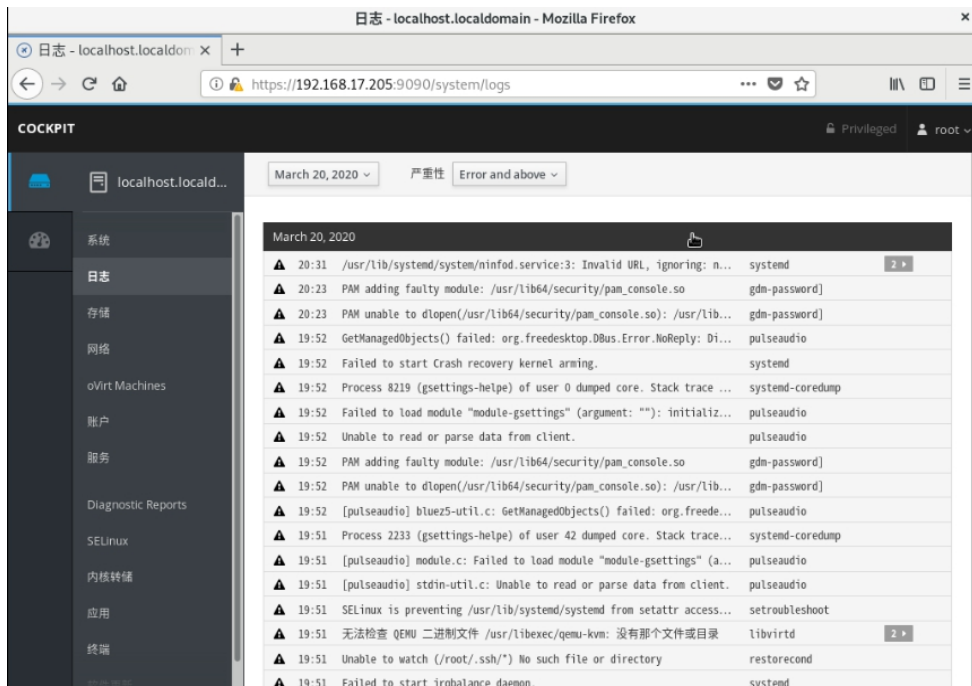 日志 - localhost.localdomain - Mozilla Firefox ×
日志 - localhost.localdom × +
https://192.168.17.205:9090/system/logs
COCKPIT Privileged root
localhost.locald...
March 20, 2020 严重性 Error and above
系统
日志
存储
网络
oVirt Machines
账户
服务
Diagnostic Reports
SELinux
内核转储
应用
终端
March 20, 2020
20:31 /usr/lib/systemd/system/ninfod.service:3: Invalid URL, ignoring: n... systemd 2
20:23 PAM adding faulty module: /usr/lib64/security/pam_console.so gdm-password]
20:23 PAM unable to dlopen(/usr/lib64/security/pam_console.so): /usr/lib... gdm-password]
19:52 GetManagedObjects() failed: org.freedesktop.DBus.Error.NoReply: Di... pulseaudio
19:52 Failed to start Crash recovery kernel arming. systemd
19:52 Process 8219 (gsettings-helpe) of user 0 dumped core. Stack trace ... systemd-coredump
19:52 Failed to load module "module-gsettings" (argument: ""): initializ... pulseaudio
19:52 Unable to read or parse data from client. pulseaudio
19:52 PAM adding faulty module: /usr/lib64/security/pam_console.so gdm-password]
19:52 PAM unable to dlopen(/usr/lib64/security/pam_console.so): /usr/lib... gdm-password]
19:52 [pulseaudio] bluez5-util.c: GetManagedObjects() failed: org.freede... pulseaudio
19:51 Process 2233 (gsettings-helpe) of user 42 dumped core. Stack trace... systemd-coredump
19:51 [pulseaudio] module.c: Failed to load module "module-gsettings" (a... pulseaudio
19:51 [pulseaudio] stdin-util.c: Unable to read or parse data from client. pulseaudio
19:51 SELinux is preventing /usr/lib/systemd/systemd from setattr access... setroubleshoot
19:51 无法检查 QEMU 二进制文件 /usr/libexec/qemu-kvm: 没有那个文件或目录 libvirtd 2
19:51 Unable to watch (/root/.ssh/*) No such file or directory restorecond
19:51 Failed to start irqbalance daemon. systemd